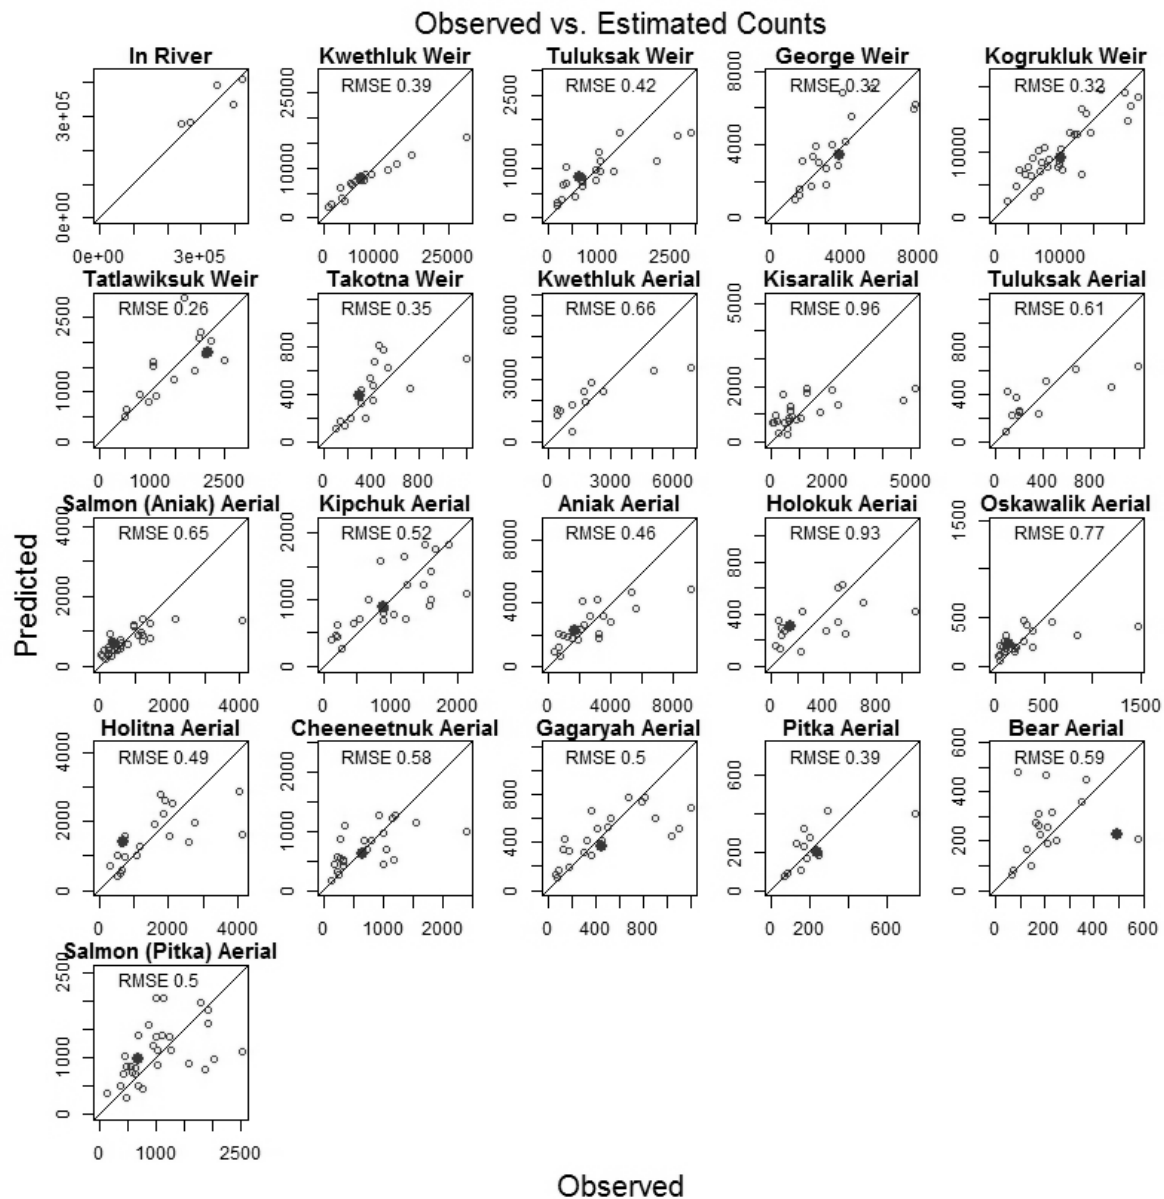 Observed vs. Estimated Counts
In River
Kwethluk Weir
Tuluksak Weir
George Weir
Kogrukluk Weir
RMSE 0.39
RMSE 0.42
RMSE 0.32
RMSE 0.32
0e+00 3e+05
0 10000 25000
0 1000 2500
0 4000 8000
0 10000
0e+00 3e+05
0 10000 25000
0 1000 2500
0 4000 8000
0 10000
Tatlawiksuk Weir
Takotna Weir
Kwethluk Aerial
Kisaralik Aerial
Tuluksak Aerial
RMSE 0.26
RMSE 0.35
RMSE 0.66
RMSE 0.96
RMSE 0.61
0 1000 2500
0 400 800
0 3000 6000
0 2000 5000
0 400 800
0 1000 2500
0 400 800
0 3000 6000
0 2000 5000
0 400 800
Salmon (Aniak) Aerial
Kipchuk Aerial
Aniak Aerial
Holokuk Aeriai
Oskawalik Aerial
RMSE 0.65
RMSE 0.52
RMSE 0.46
RMSE 0.93
RMSE 0.77
0 2000 4000
0 1000 2000
0 4000 8000
0 400 800
0 500 1500
0 1000 2000 3000 4000
0 500 1000 2000
0 4000 8000
0 400 800
0 500 1500
Predicted
Holitna Aerial
Cheeneetnuk Aerial
Gagaryah Aerial
Pitka Aerial
Bear Aerial
RMSE 0.49
RMSE 0.58
RMSE 0.5
RMSE 0.39
RMSE 0.59
0 2000 4000
0 1000 2000
0 400 800
0 200 600
0 200 400 600
0 1000 2000 3000 4000
0 1000 2000
0 400 800
0 200 600
0 200 400 600
Salmon (Pitka) Aerial
RMSE 0.5
0 1000 2500
0 1000 2500
Observed